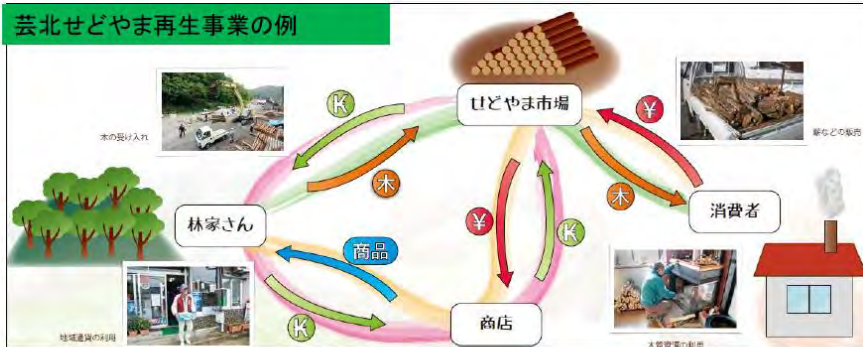 芸北せどやま再生事業の例
せどやま市場
K
¥
木の受け入れ
薪などの販売
木
木
林家さん
消費者
¥
商品
K
K
地域通貨の利用
商店
木質資源の利用